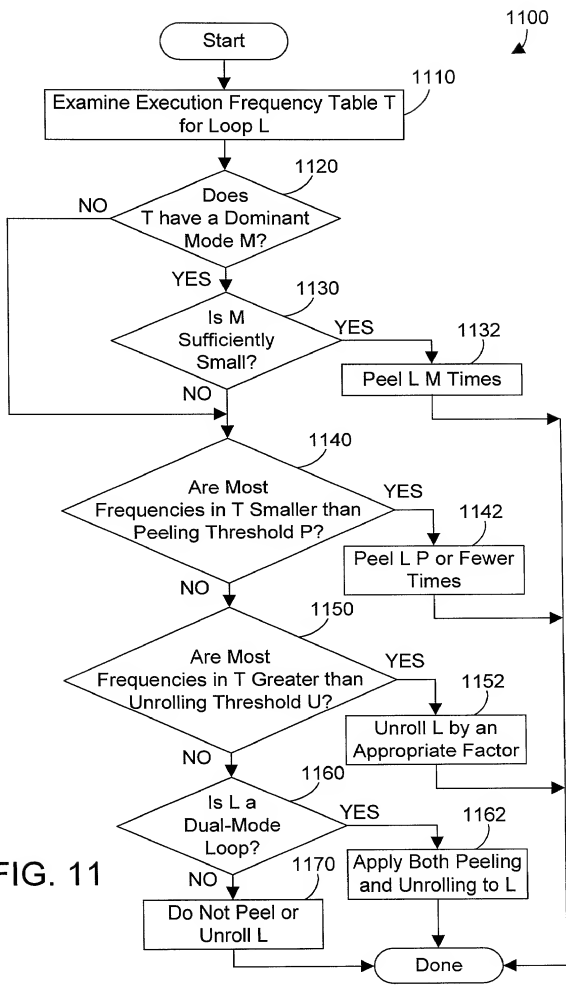 1100
Start
1110
Examine Execution Frequency Table T
for Loop L
1120
Does
T have a Dominant
Mode M?
NO
YES
1130
Is M
Sufficiently
Small?
YES
NO
1132
Peel L M Times
1140
Are Most
Frequencies in T Smaller than
Peeling Threshold P?
YES
NO
1142
Peel L P or Fewer
Times
1150
Are Most
Frequencies in T Greater than
Unrolling Threshold U?
YES
NO
1152
Unroll L by an
Appropriate Factor
1160
Is L a
Dual-Mode
Loop?
YES
NO
1162
Apply Both Peeling
and Unrolling to L
1170
Do Not Peel or
Unroll L
Done
FIG. 11